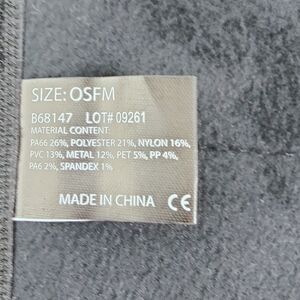 SIZE: OSFM
B68147 LOT# 09261
MATERIAL CONTENT:
PA66 26%, POLYESTER 21%, NYLON 16%,
PVC 13%, METAL 12%, PET 5%, PP 4%,
PA6 2%, SPANDEX 1%
MADE IN CHINA CE